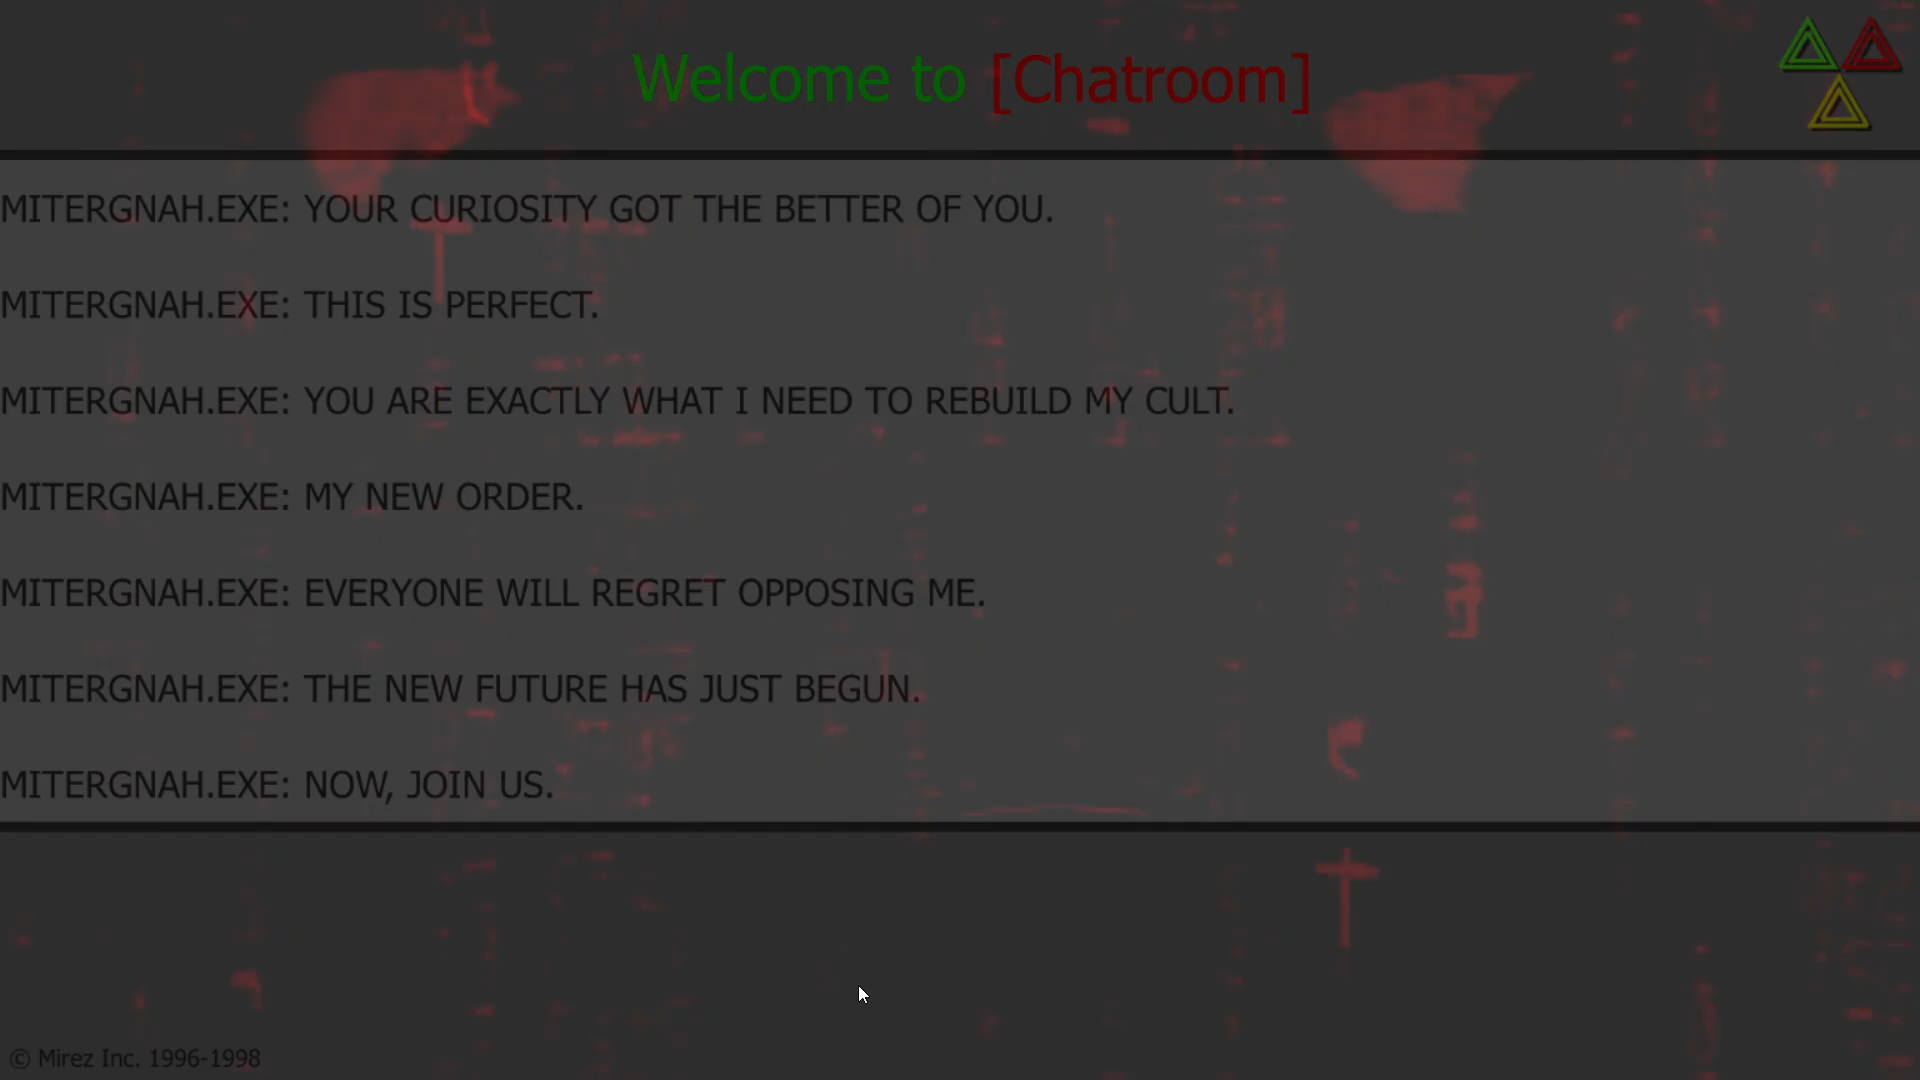 Welcome to [Chatroom]
MITERGNAH.EXE: YOUR CURIOSITY GOT THE BETTER OF YOU.
MITERGNAH.EXE: THIS IS PERFECT.
MITERGNAH.EXE: YOU ARE EXACTLY WHAT I NEED TO REBUILD MY CULT.
MITERGNAH.EXE: MY NEW ORDER.
MITERGNAH.EXE: EVERYONE WILL REGRET OPPOSING ME.
MITERGNAH.EXE: THE NEW FUTURE HAS JUST BEGUN.
MITERGNAH.EXE: NOW, JOIN US.
© Mirez Inc. 1996-1998